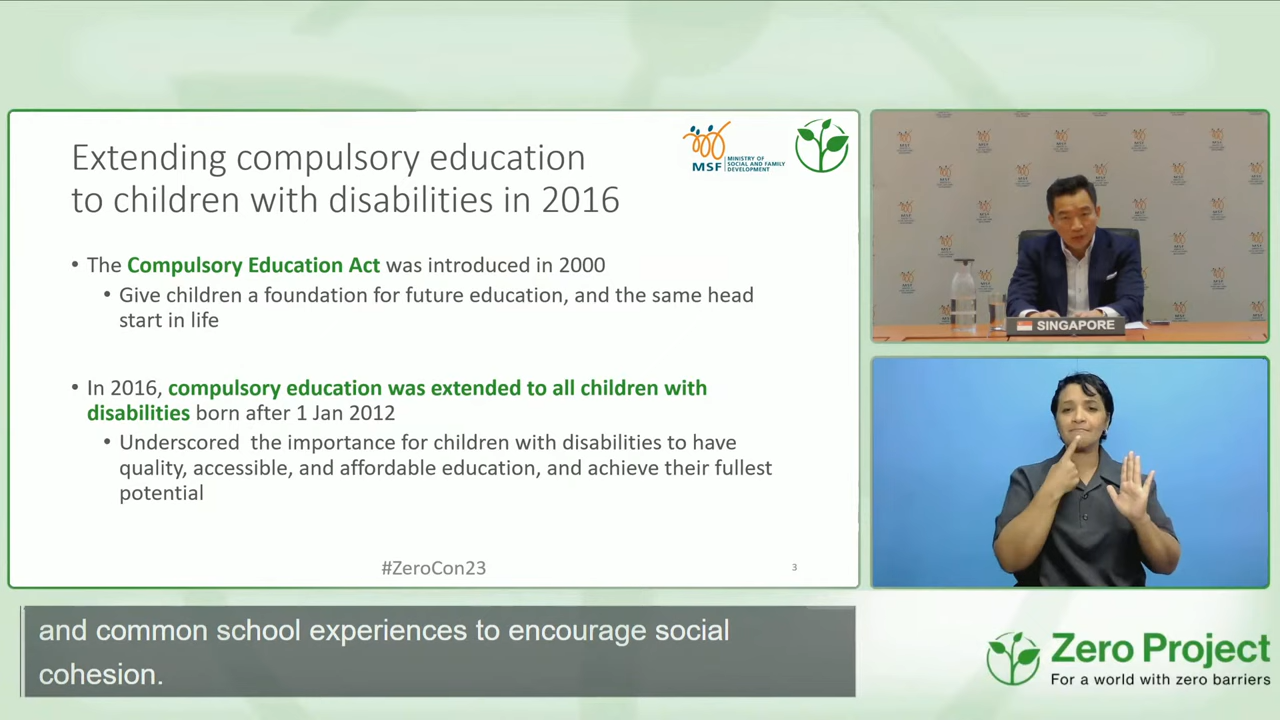 Extending compulsory education
to children with disabilities in 2016
MSF
MINISTRY OF
SOCIAL AND FAMILY
DEVELOPMENT
• The Compulsory Education Act was introduced in 2000
• Give children a foundation for future education, and the same head
start in life
• In 2016, compulsory education was extended to all children with
disabilities born after 1 Jan 2012
• Underscored the importance for children with disabilities to have
quality, accessible, and affordable education, and achieve their fullest
potential
#ZeroCon23
3
SINGAPORE
and common school experiences to encourage social
cohesion.
Zero Project
For a world with zero barriers